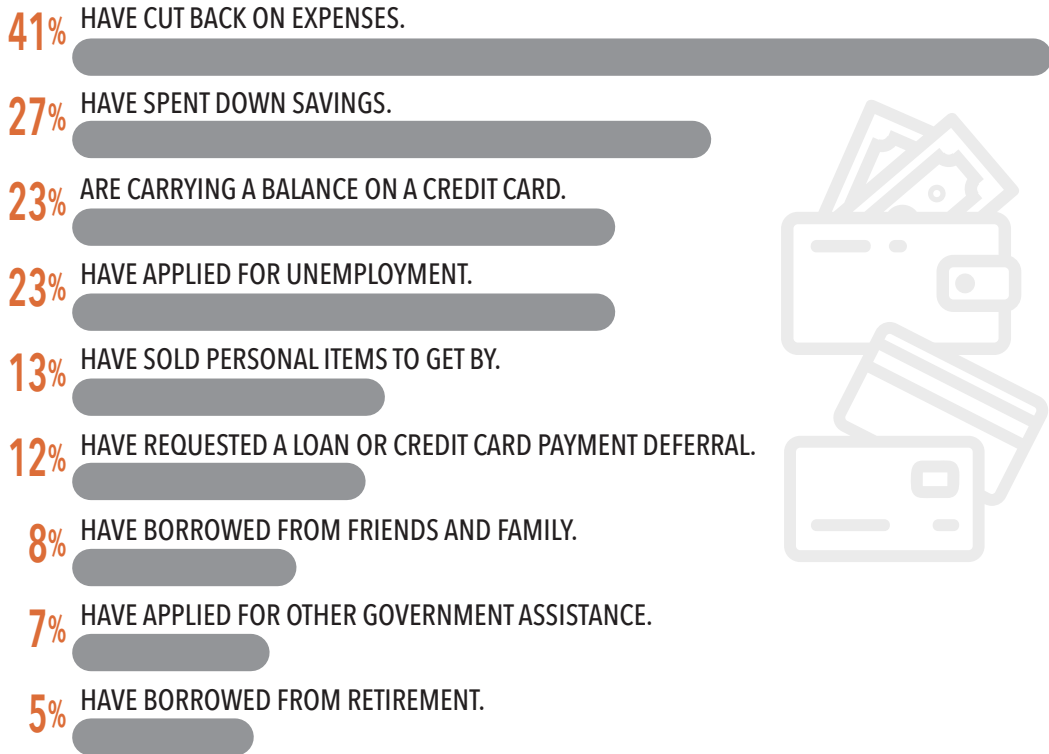 41% HAVE CUT BACK ON EXPENSES.
27% HAVE SPENT DOWN SAVINGS.
23% ARE CARRYING A BALANCE ON A CREDIT CARD.
23% HAVE APPLIED FOR UNEMPLOYMENT.
13% HAVE SOLD PERSONAL ITEMS TO GET BY.
12% HAVE REQUESTED A LOAN OR CREDIT CARD PAYMENT DEFERRAL.
8% HAVE BORROWED FROM FRIENDS AND FAMILY.
7% HAVE APPLIED FOR OTHER GOVERNMENT ASSISTANCE.
5% HAVE BORROWED FROM RETIREMENT.